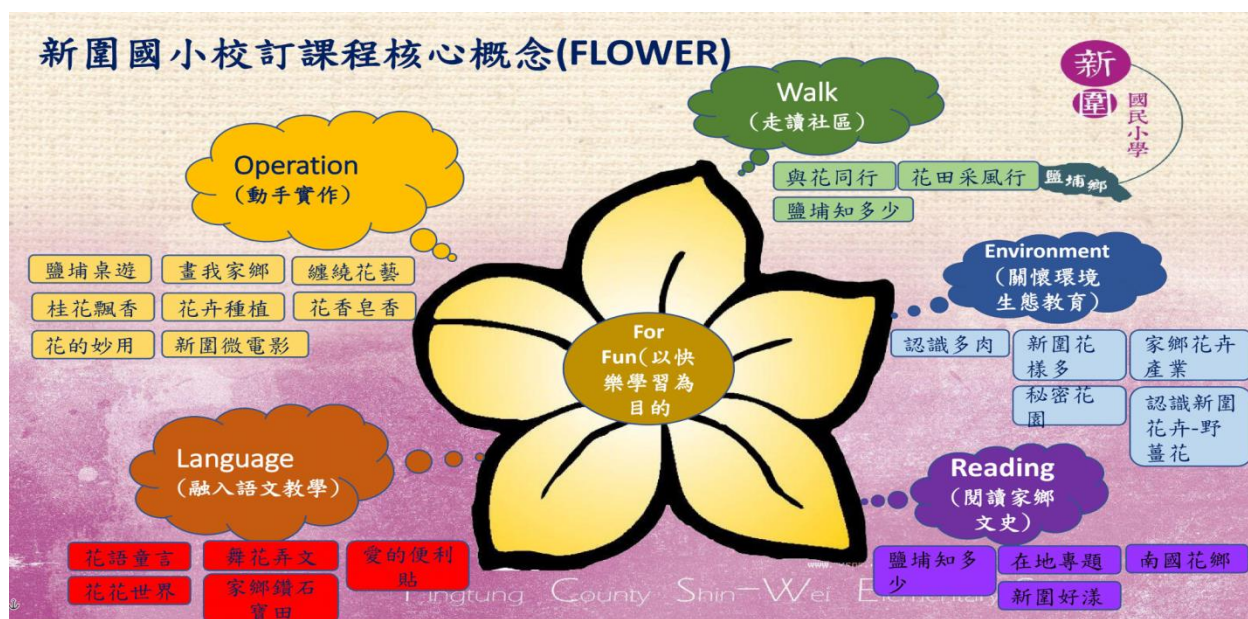 新圍國小校訂課程核心概念(FLOWER)
新
圍
國民小學
鹽埔鄉
Walk
(走讀社區)
與花同行
花田采風行
鹽埔知多少
Operation
(動手實作)
鹽埔桌遊
畫我家鄉
纏繞花藝
桂花飄香
花卉種植
花香皂香
花的妙用
新圍微電影
Environment
(關懷環境
生態教育)
認識多肉
新圍花
樣多
家鄉花卉
產業
秘密花
園
認識新圍
花卉-野
薑花
For
Fun(以快
樂學習為
目的
Language
(融入語文教學)
花語童言
舞花弄文
愛的便利
貼
花花世界
家鄉鑽石
寶田
Reading
(閱讀家鄉
文史)
鹽埔知多
少
在地專題
南國花鄉
新圍好漾
Pingtung County Shin-Wei